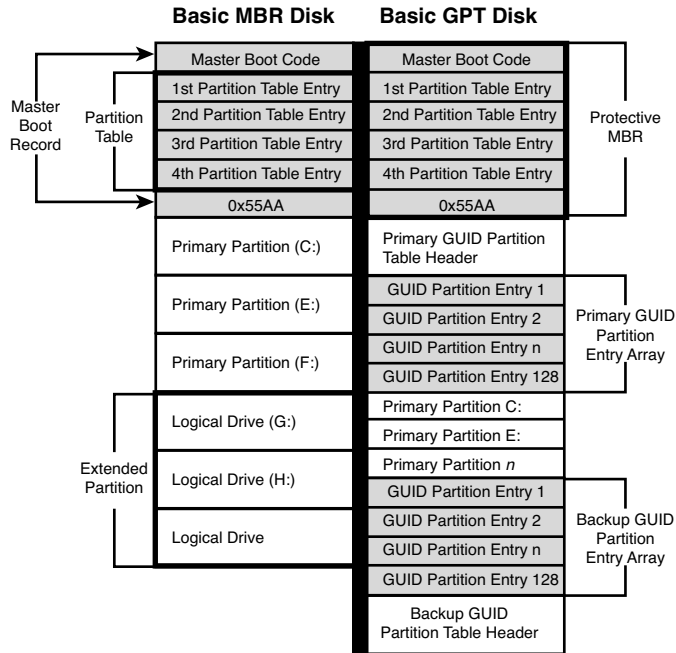 Basic MBR Disk
Basic GPT Disk
Master
Boot
Record
Partition
Table
Master Boot Code
1st Partition Table Entry
2nd Partition Table Entry
3rd Partition Table Entry
4th Partition Table Entry
0x55AA
Primary Partition (C:)
Primary Partition (E:)
Primary Partition (F:)
Extended
Partition
Logical Drive (G:)
Logical Drive (H:)
Logical Drive
Master Boot Code
1st Partition Table Entry
2nd Partition Table Entry
3rd Partition Table Entry
4th Partition Table Entry
0x55AA
Protective
MBR
Primary GUID Partition
Table Header
GUID Partition Entry 1
GUID Partition Entry 2
GUID Partition Entry n
GUID Partition Entry 128
Primary GUID
Partition
Entry Array
Primary Partition C:
Primary Partition E:
Primary Partition n
GUID Partition Entry 1
GUID Partition Entry 2
GUID Partition Entry n
GUID Partition Entry 128
Backup GUID
Partition
Entry Array
Backup GUID
Partition Table Header